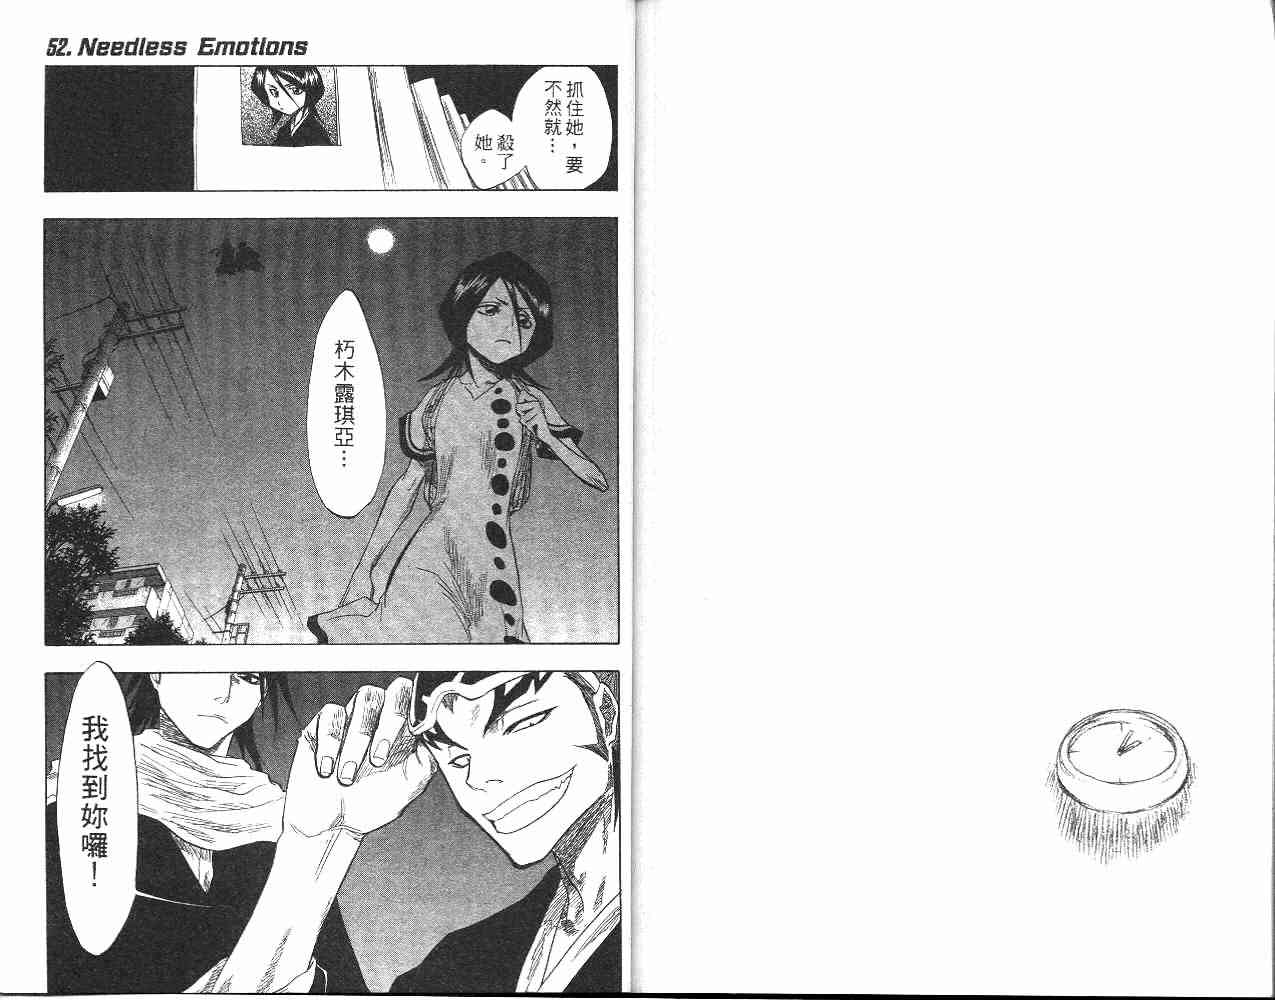 52. Needless Emotions
抓住她，要
不然就…
殺了
她。
朽木露琪亞…
我找到妳囉！